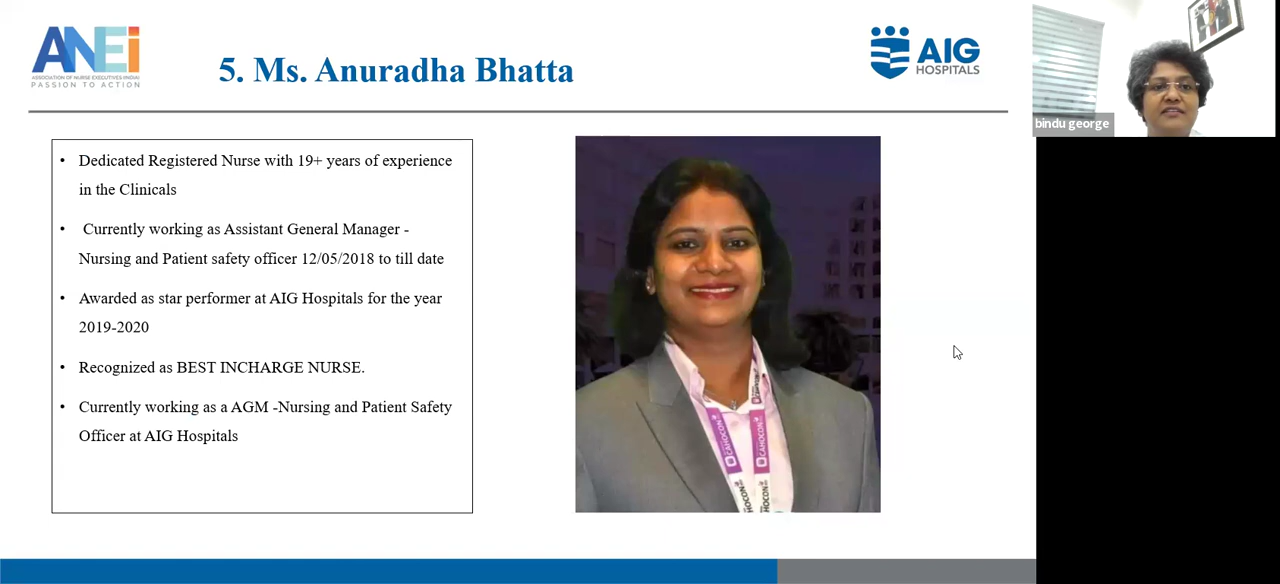 ANEi
ASSOCIATION OF NURSE EXECUTIVES (INDIA)
PASSION TO ACTION
5. Ms. Anuradha Bhatta
AIG
HOSPITALS
bindu george
• Dedicated Registered Nurse with 19+ years of experience
in the Clinicals
• Currently working as Assistant General Manager -
Nursing and Patient safety officer 12/05/2018 to till date
• Awarded as star performer at AIG Hospitals for the year
2019-2020
• Recognized as BEST INCHARGE NURSE.
• Currently working as a AGM -Nursing and Patient Safety
Officer at AIG Hospitals
CAHOCON
CAHOCON
HOCON
HOCON